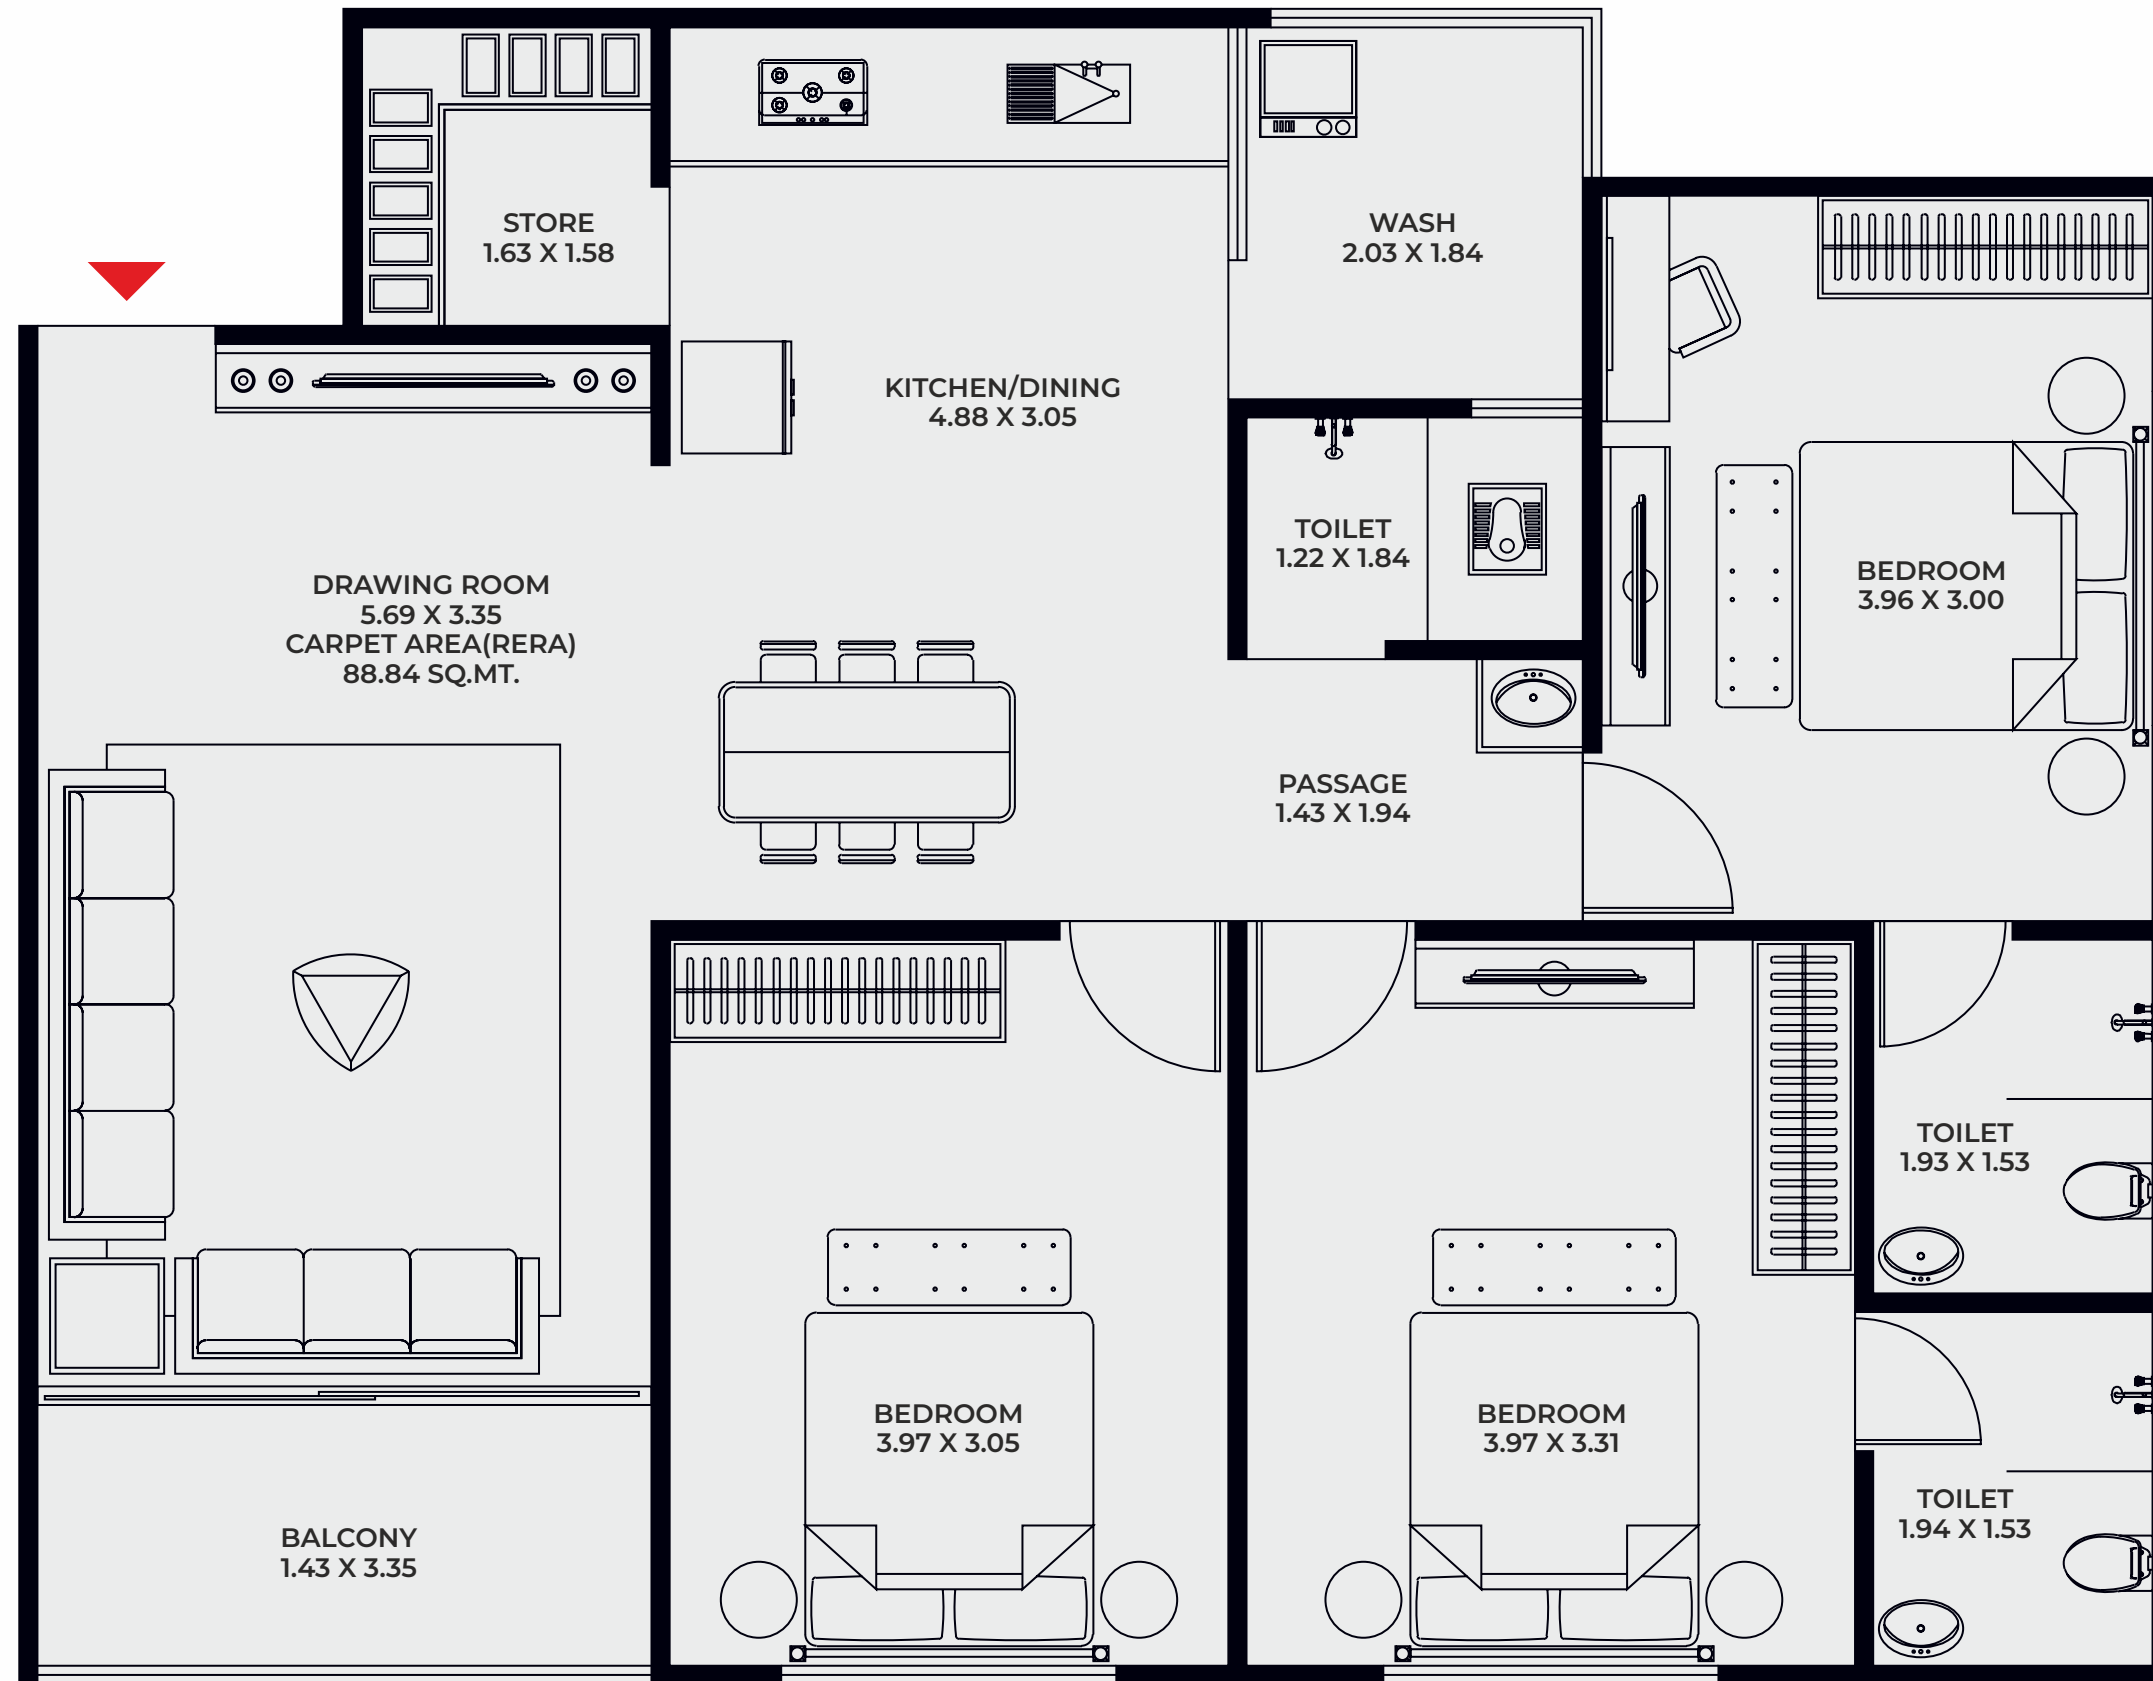 STORE
1.63 X 1.58
WASH
2.03 X 1.84
KITCHEN/DINING
4.88 X 3.05
TOILET
1.22 X 1.84
BEDROOM
3.96 X 3.00
DRAWING ROOM
5.69 X 3.35
CARPET AREA(RERA)
88.84 SQ.MT.
PASSAGE
1.43 X 1.94
TOILET
1.93 X 1.53
BEDROOM
3.97 X 3.05
BEDROOM
3.97 X 3.31
TOILET
1.94 X 1.53
BALCONY
1.43 X 3.35